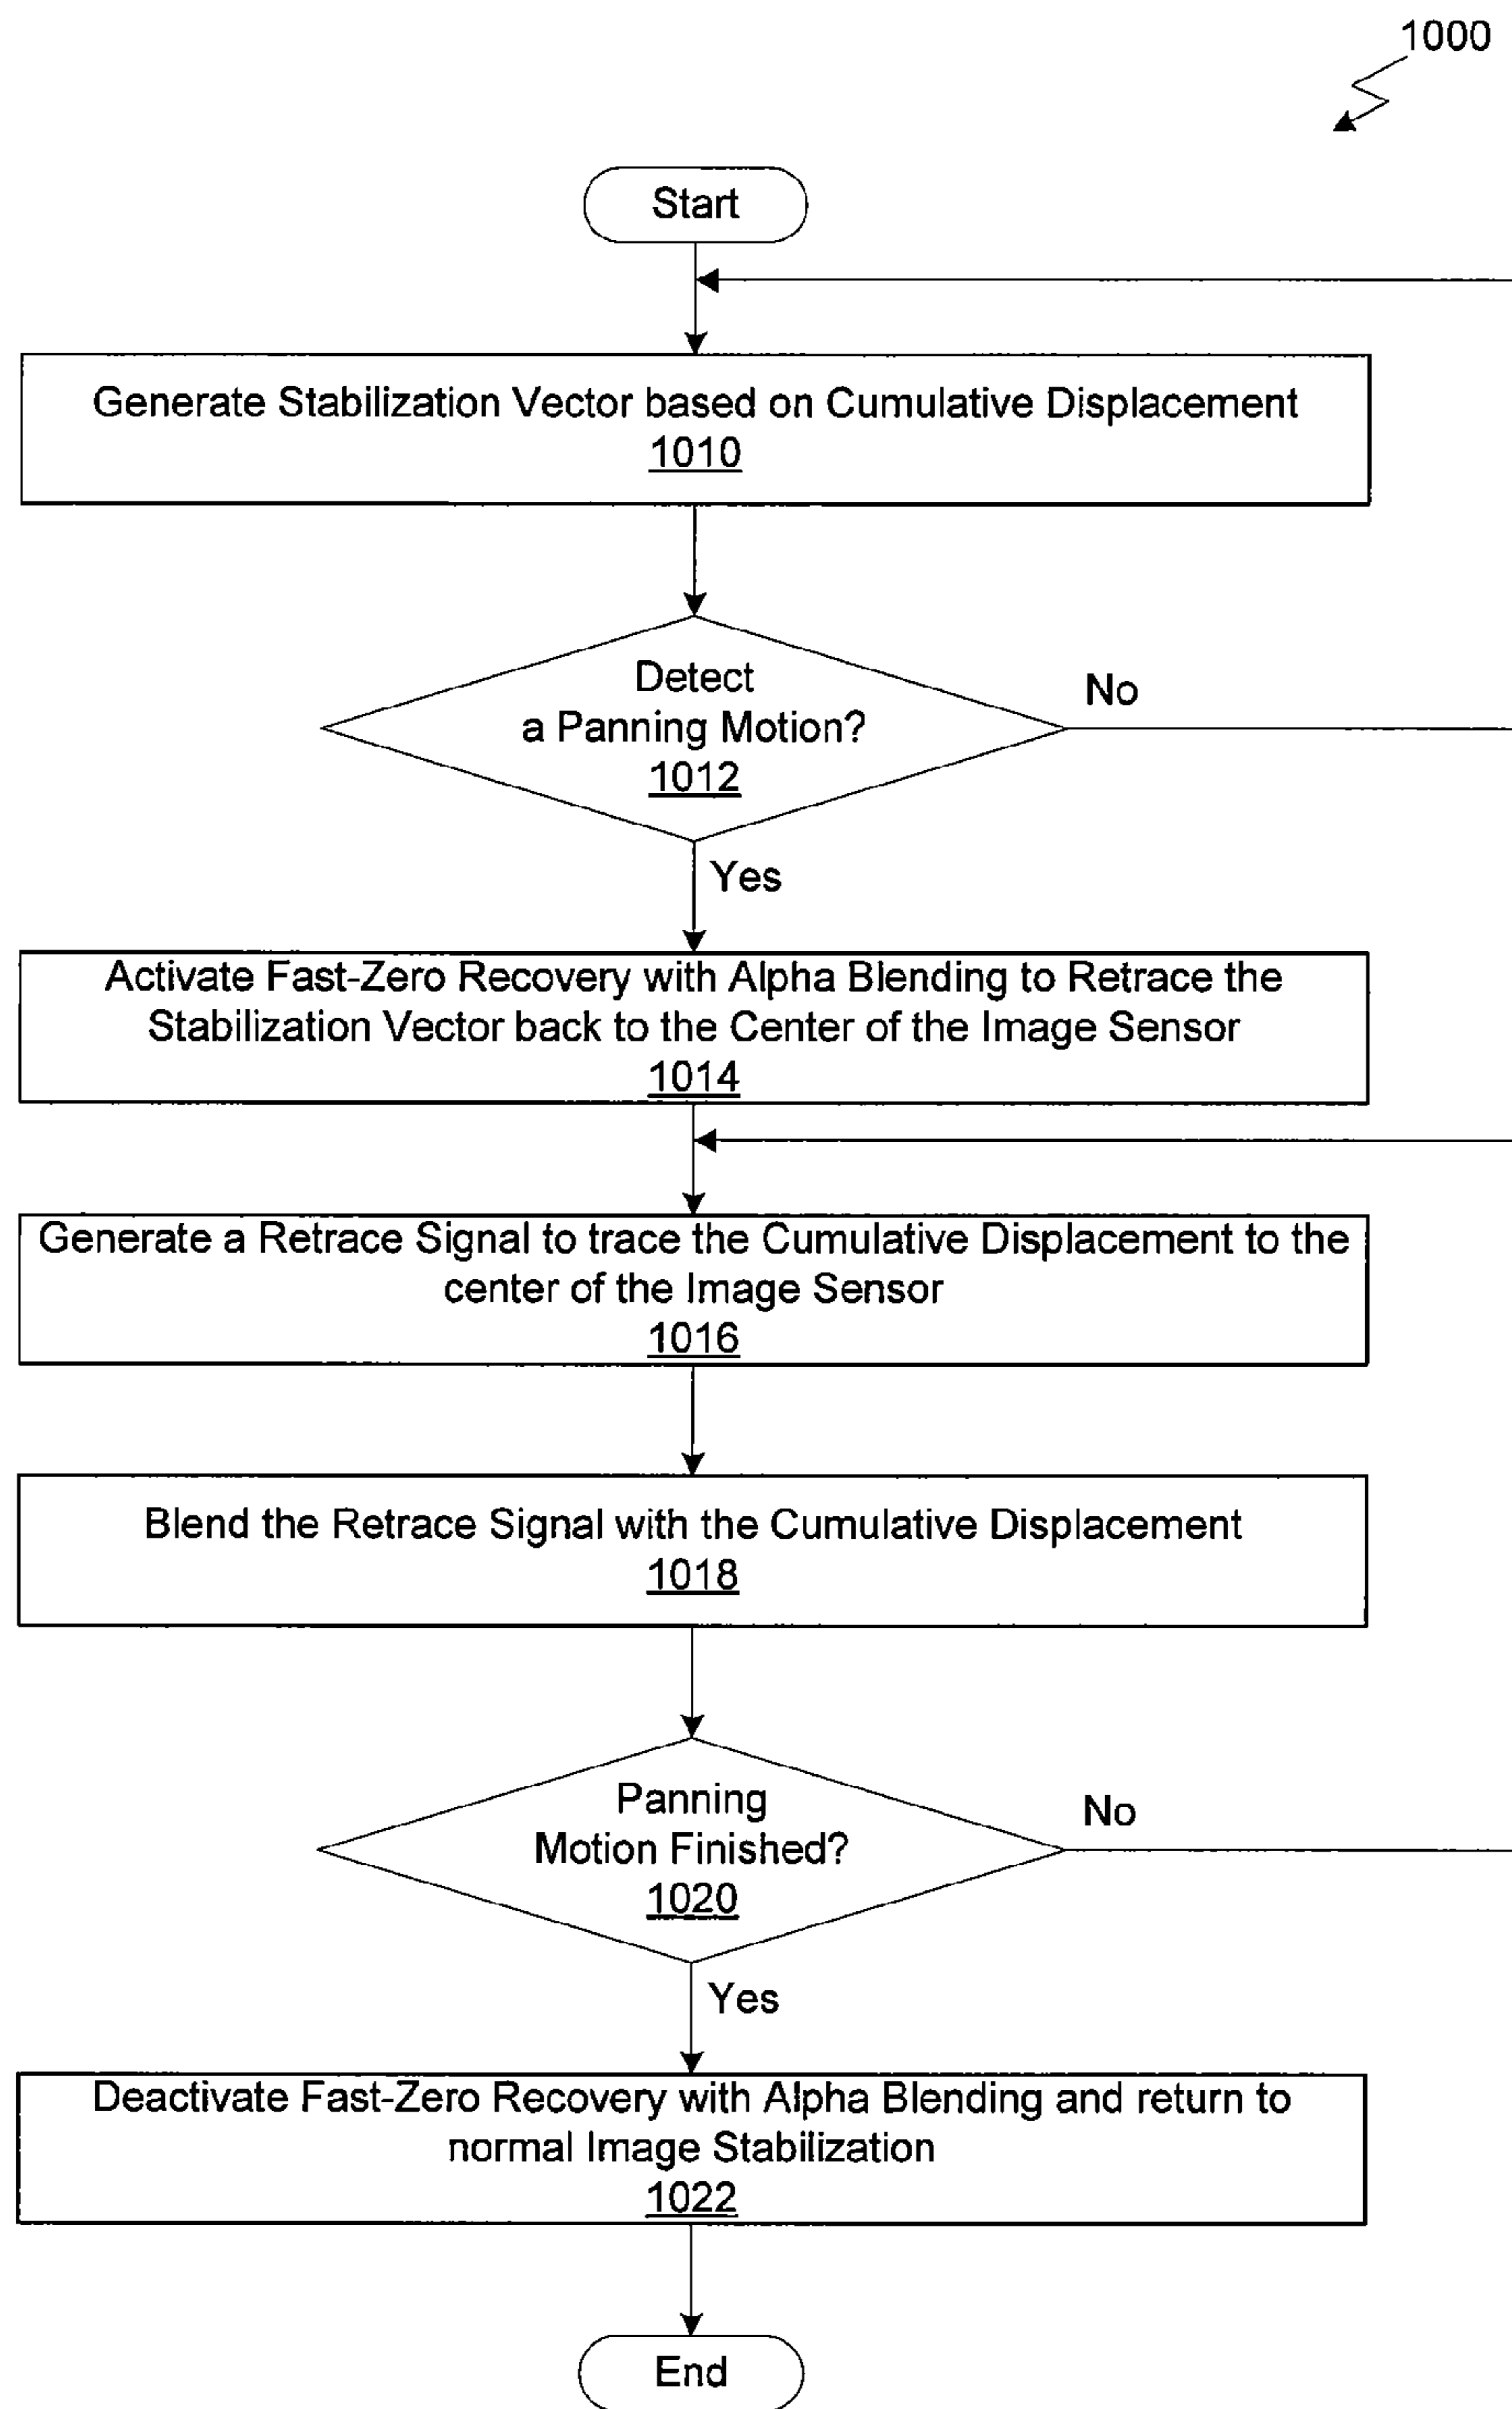 1000
Start
Generate Stabilization Vector based on Cumulative Displacement
1010
Detect
a Panning Motion?
1012
No
Yes
Activate Fast-Zero Recovery with Alpha Blending to Retrace the
Stabilization Vector back to the Center of the Image Sensor
1014
Generate a Retrace Signal to trace the Cumulative Displacement to the
center of the Image Sensor
1016
Blend the Retrace Signal with the Cumulative Displacement
1018
Panning
Motion Finished?
1020
No
Yes
Deactivate Fast-Zero Recovery with Alpha Blending and return to
normal Image Stabilization
1022
End